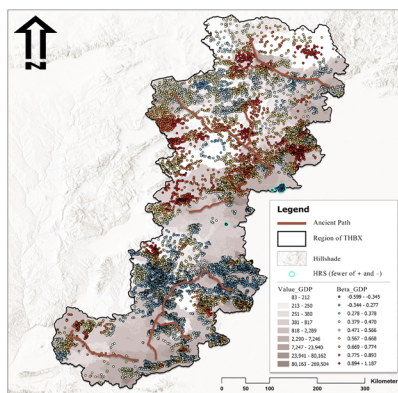 N
Legend
Ancient Path
Region of THBX
Hillshade
HRS (fewer of + and -)
Value_GDP
83 - 212
213 - 250
251 - 380
381 - 817
818 - 2,289
2,290 - 7,246
7,247 - 23,940
23,941 - 80,162
80,163 - 269,504
Beta_GDP
-0.599 - -0.345
-0.344 - 0.277
0.278 - 0.378
0.379 - 0.470
0.471 - 0.566
0.567 - 0.668
0.669 - 0.774
0.775 - 0.893
0.894 - 1.187
Kilometer
0 50 100 200 300